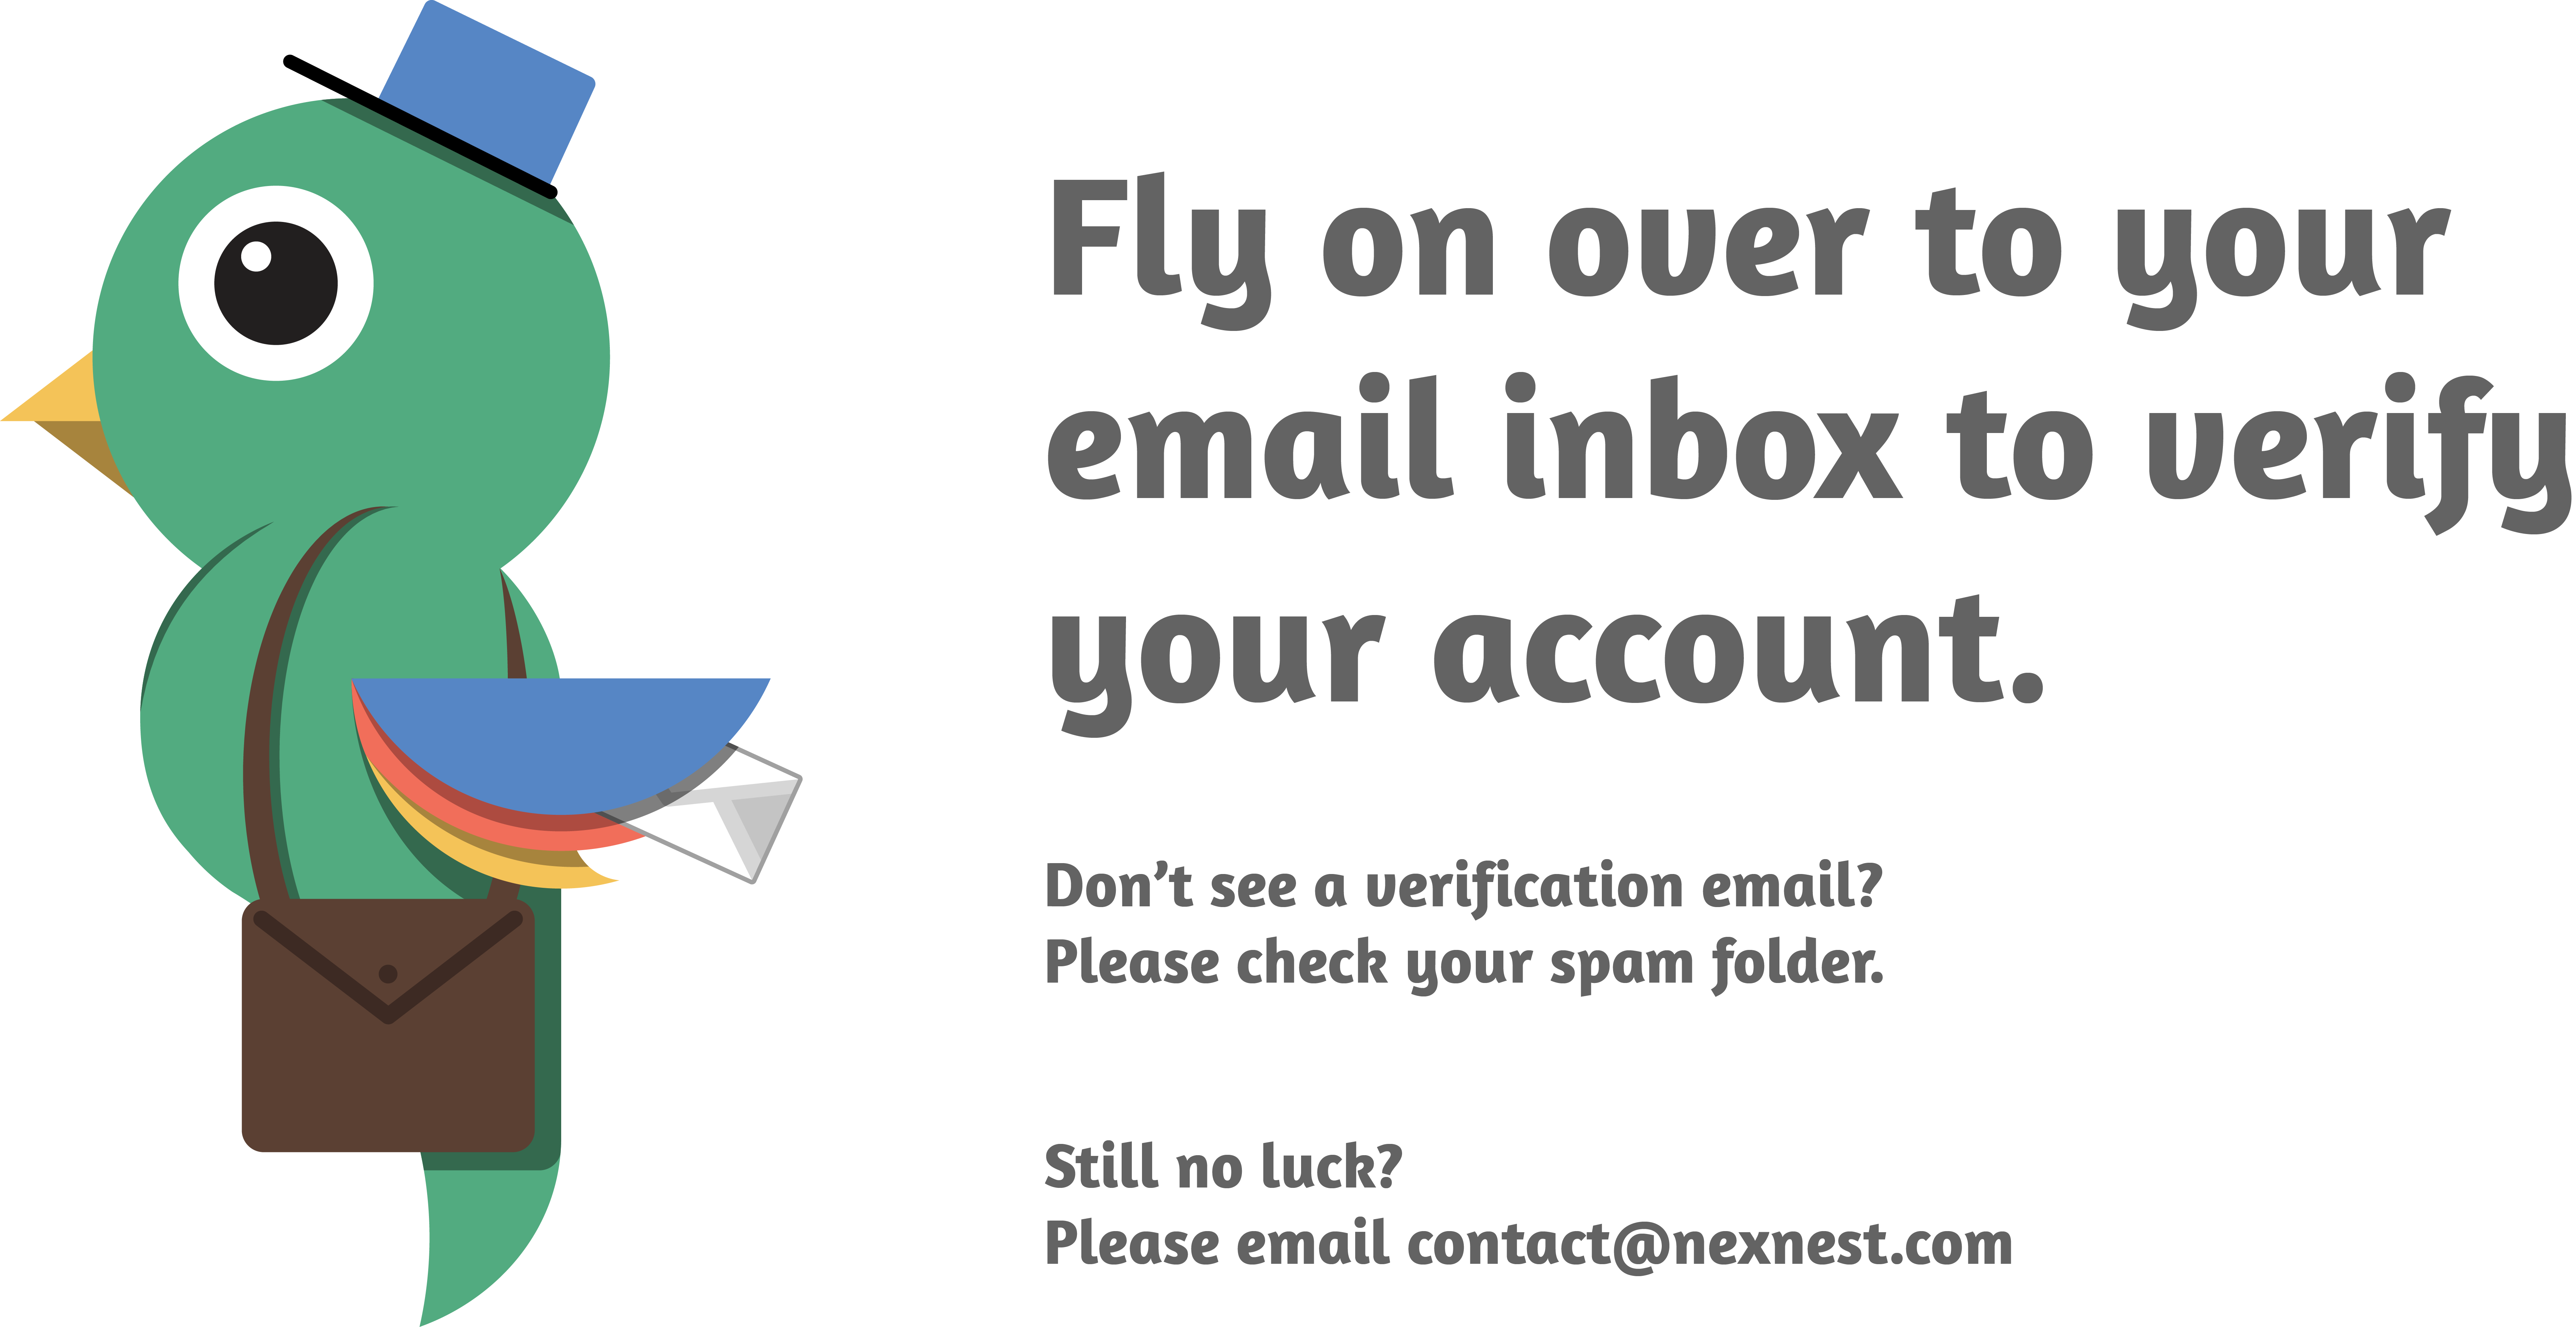 Fly on over to your
email inbox to verify
your account.
Don’t see a verification email?
Please check your spam folder.
Still no luck?
Please email contact@nexnest.com